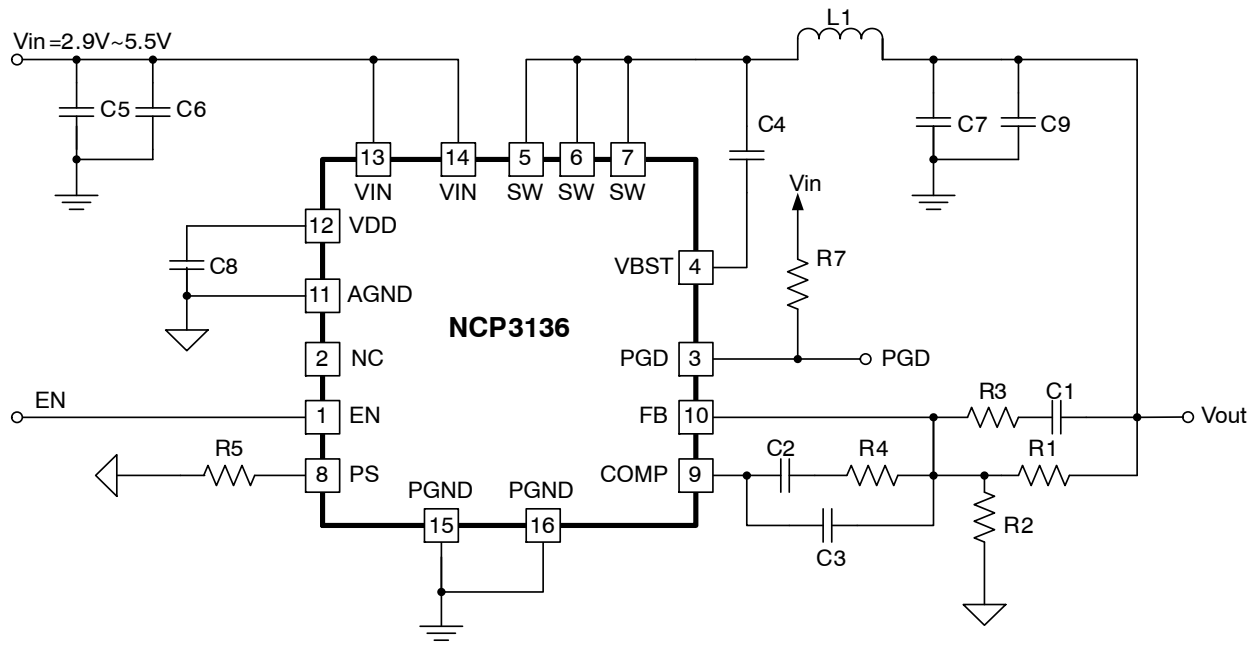 L1
Vin=2.9V~5.5V
C5
C6
C4
C7
C9
13
14
5
6
7
VIN
VIN
SW
SW
SW
Vin
12
VDD
C8
VBST
4
R7
11
AGND
NCP3136
2
NC
PGD
3
PGD
EN
1
EN
FB
10
R3
C1
Vout
R5
8
PS
COMP
9
C2
R4
R1
PGND
PGND
15
16
C3
R2